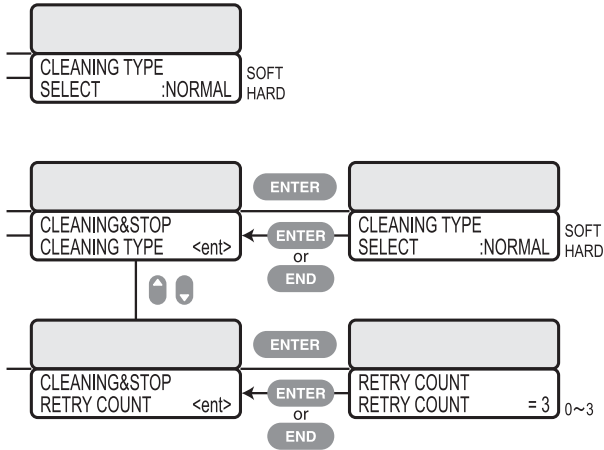 CLEANING TYPE
SELECT :NORMAL
SOFT
HARD
ENTER
CLEANING&STOP
CLEANING TYPE <ent>
ENTER
or
END
CLEANING TYPE
SELECT :NORMAL
SOFT
HARD
ENTER
CLEANING&STOP
RETRY COUNT <ent>
ENTER
or
END
RETRY COUNT
RETRY COUNT = 3
0~3